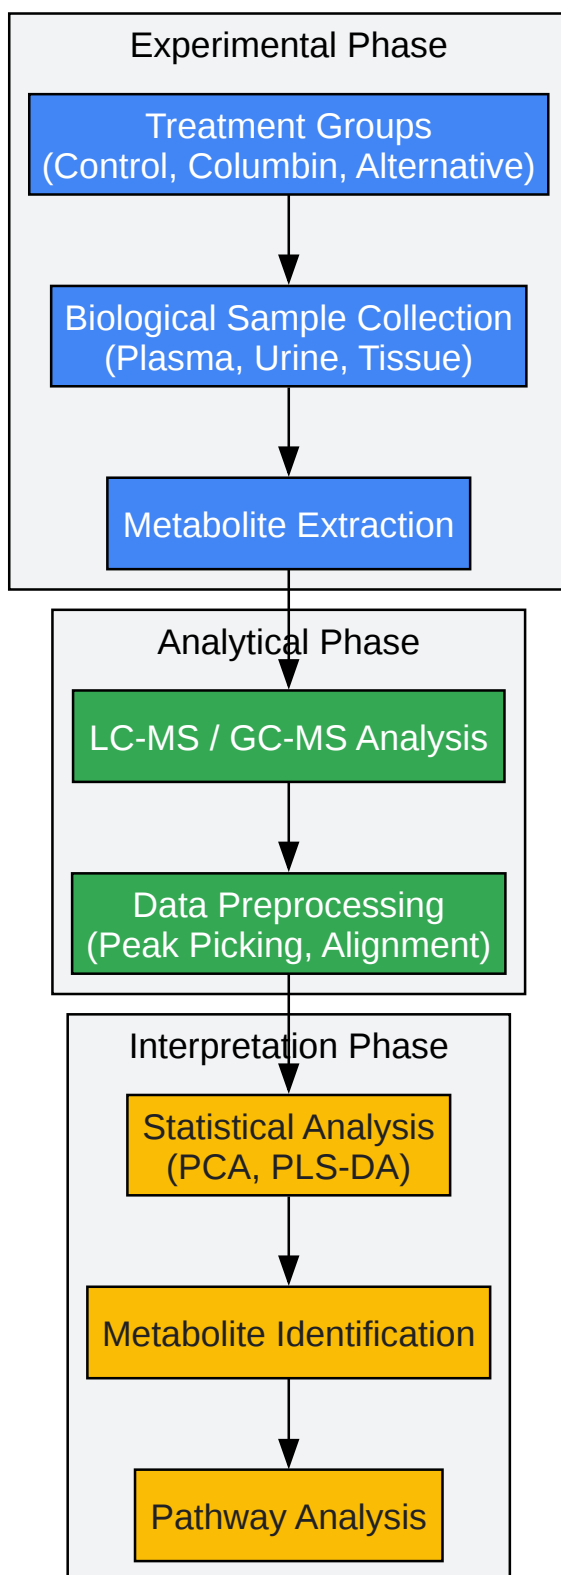 Experimental Phase
Treatment Groups
(Control, Columbin, Alternative)
Biological Sample Collection
(Plasma, Urine, Tissue)
Metabolite Extraction
Analytical Phase
LC-MS / GC-MS Analysis
Data Preprocessing
(Peak Picking, Alignment)
Interpretation Phase
Statistical Analysis
(PCA, PLS-DA)
Metabolite Identification
Pathway Analysis